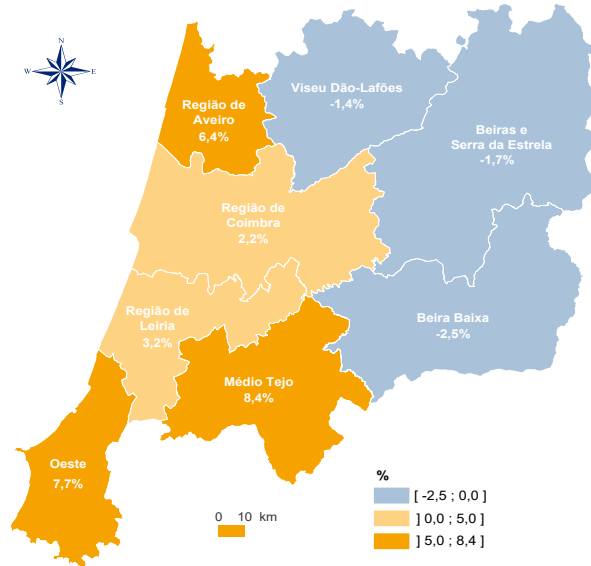 N
W
E
S
Viseu Dão-Lafões
-1,4%
Região de
Aveiro
6,4%
Beiras e
Serra da Estrela
-1,7%
Região de
Coimbra
2,2%
Região de
Leiria
3,2%
Beira Baixa
-2,5%
Médio Tejo
8,4%
Oeste
7,7%
%
[ -2,5 ; 0,0 ]
] 0,0 ; 5,0 ]
] 5,0 ; 8,4 ]
0 10 km